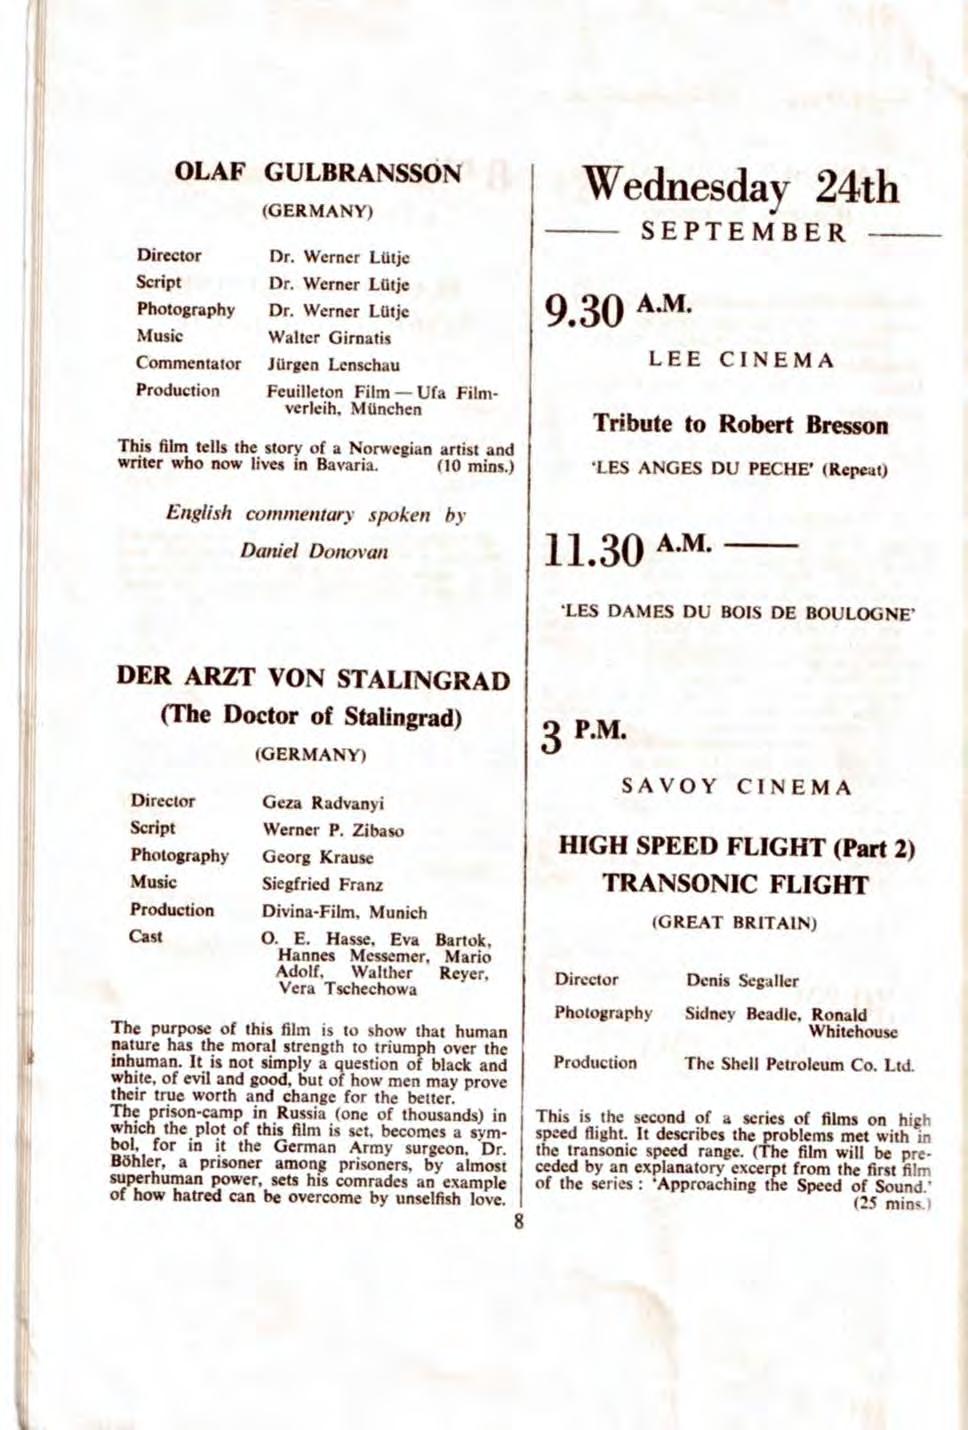 OLAF GULBRANSSON
(GERMANY)
Director Dr. Werner Lütje
Script Dr. Werner Lütje
Photography Dr. Werner Lütje
Music Walter Girnatis
Commentator Jürgen Lenschau
Production Feuilleton Film — Ufa Film-
verleih, München
This film tells the story of a Norwegian artist and
writer who now lives in Bavaria. (10 mins.)
English commentary spoken by
Daniel Donovan
DER ARZT VON STALINGRAD
(The Doctor of Stalingrad)
(GERMANY)
Director Geza Radvanyi
Script Werner P. Zibaso
Photography Georg Krause
Music Siegfried Franz
Production Divina-Film, Munich
Cast O. E. Hasse, Eva Bartok,
Hannes Messemer, Mario
Adolf, Walther Reyer,
Vera Tschechowa
The purpose of this film is to show that human
nature has the moral strength to triumph over the
inhuman. It is not simply a question of black and
white, of evil and good, but of how men may prove
their true worth and change for the better.
The prison-camp in Russia (one of thousands) in
which the plot of this film is set, becomes a sym-
bol, for in it the German Army surgeon, Dr.
Böhler, a prisoner among prisoners, by almost
superhuman power, sets his comrades an example
of how hatred can be overcome by unselfish love.
Wednesday 24th
SEPTEMBER
9.30 A.M.
LEE CINEMA
Tribute to Robert Bresson
'LES ANGES DU PECHE' (Repeat)
11.30 A.M.
'LES DAMES DU BOIS DE BOULOGNE'
3 P.M.
SAVOY CINEMA
HIGH SPEED FLIGHT (Part 2)
TRANSONIC FLIGHT
(GREAT BRITAIN)
Director Denis Segaller
Photography Sidney Beadle, Ronald
Whitehouse
Production The Shell Petroleum Co. Ltd.
This is the second of a series of films on high
speed flight. It describes the problems met with in
the transonic speed range. (The film will be pre-
ceded by an explanatory excerpt from the first film
of the series : 'Approaching the Speed of Sound.'
(25 mins.)
8